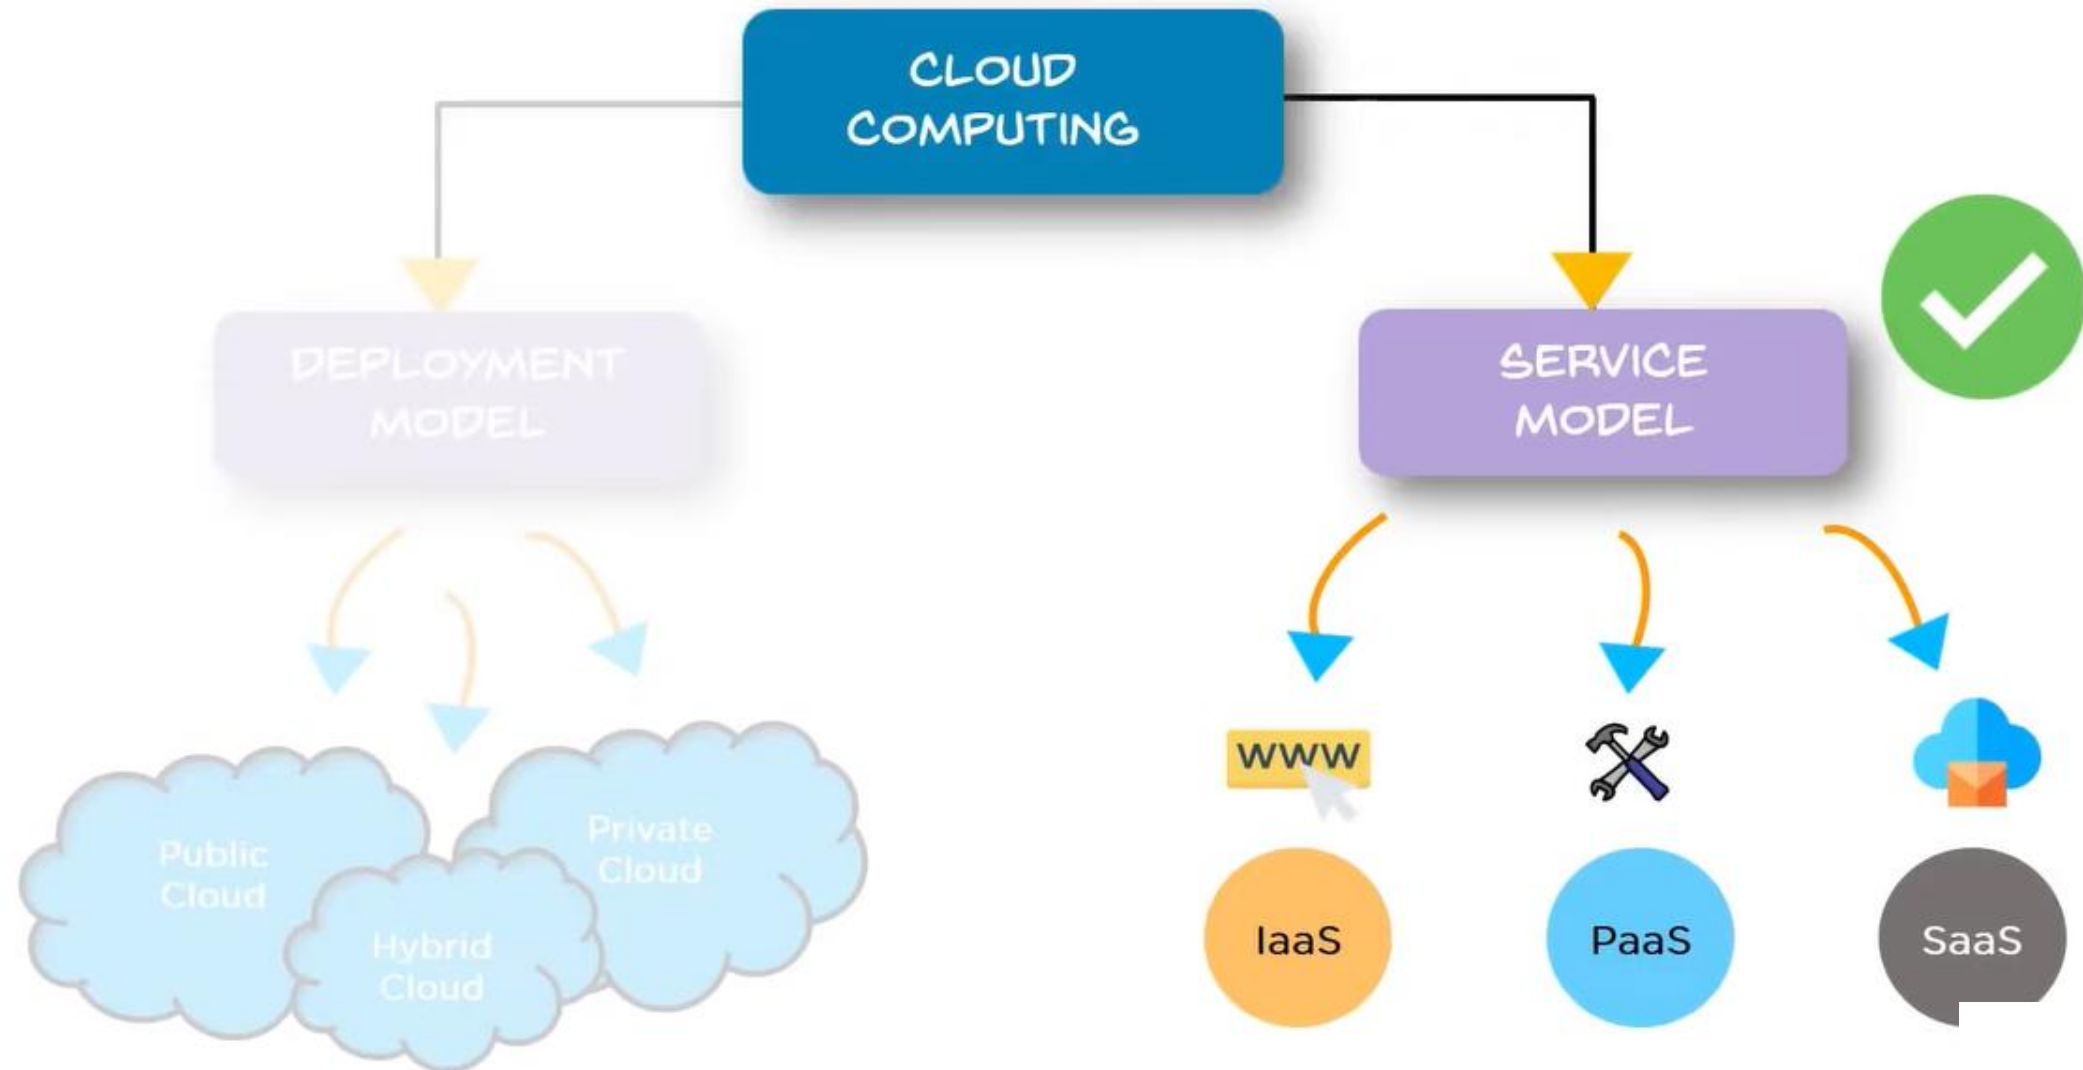 CLOUD
COMPUTING
DEPLOYMENT
MODEL
SERVICE
MODEL
Public
Cloud
Hybrid
Cloud
Private
Cloud
WWW
IaaS
PaaS
SaaS